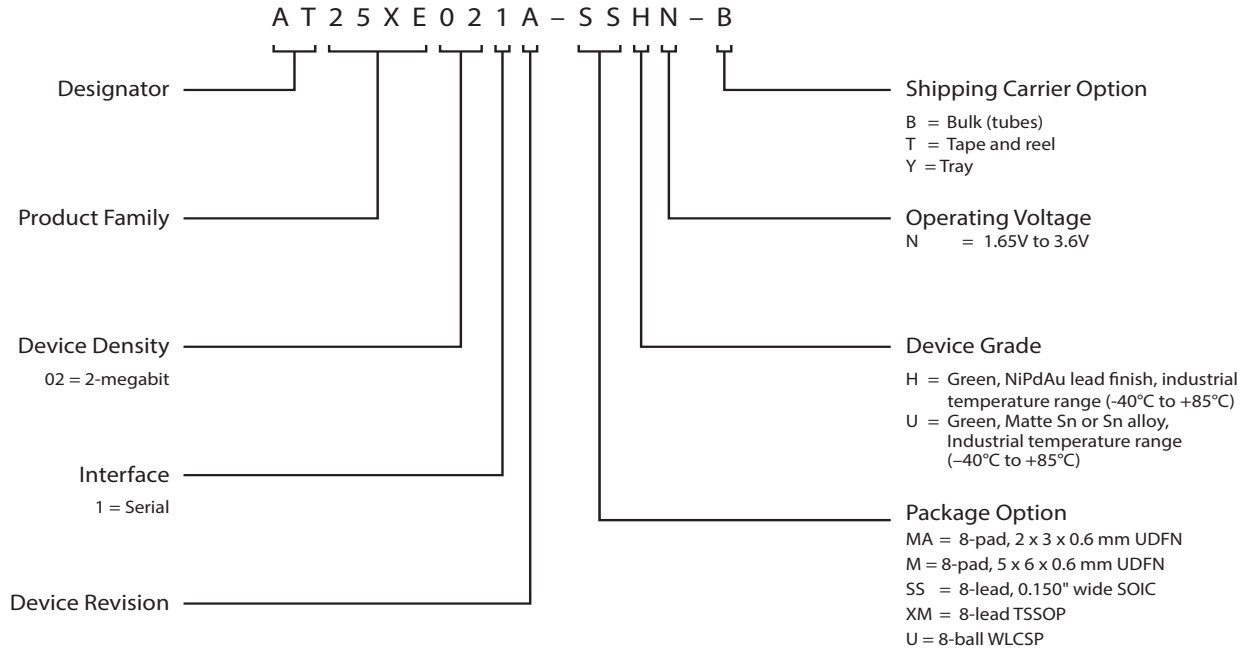 A T 2 5 X E 0 2 1 A – S S H N – B
Designator
Product Family
Device Density
02 = 2-megabit
Interface
1 = Serial
Device Revision
Shipping Carrier Option
B = Bulk (tubes)
T = Tape and reel
Y = Tray
Operating Voltage
N = 1.65V to 3.6V
Device Grade
H = Green, NiPdAu lead finish, industrial
temperature range (-40°C to +85°C)
U = Green, Matte Sn or Sn alloy,
Industrial temperature range
(–40°C to +85°C)
Package Option
MA = 8-pad, 2 x 3 x 0.6 mm UDFN
M = 8-pad, 5 x 6 x 0.6 mm UDFN
SS = 8-lead, 0.150" wide SOIC
XM = 8-lead TSSOP
U = 8-ball WLCSP